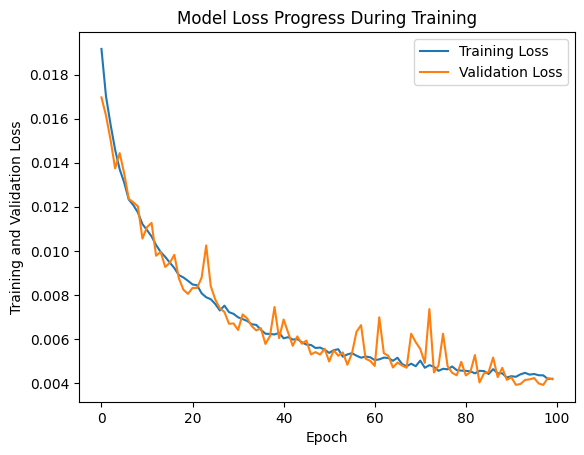 Model Loss Progress During Training
Training Loss
Validation Loss
Training and Validation Loss
0.018
0.016
0.014
0.012
0.010
0.008
0.006
0.004
0
20
40
60
80
100
Epoch